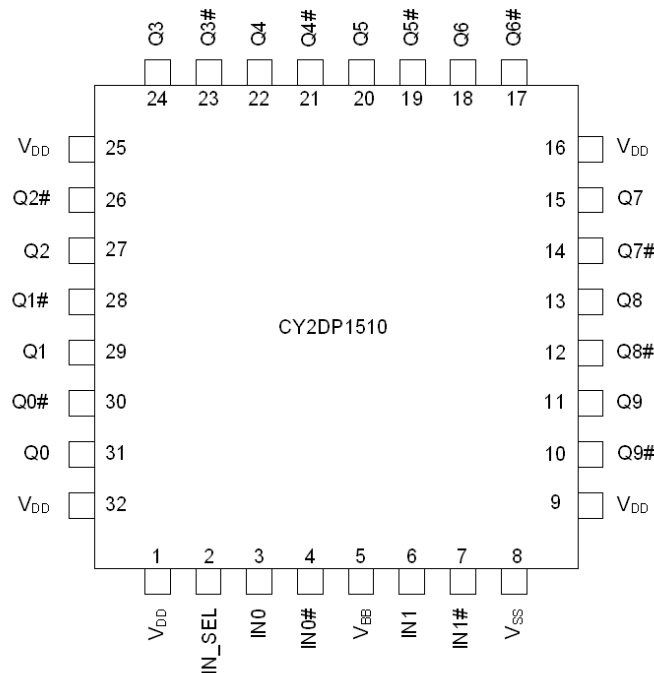 Q3 Q3# Q4 Q4# Q5 Q5# Q6 Q6#
24 23 22 21 20 19 18 17
VDD 25 16 VDD
Q2# 26 15 Q7
Q2 27 14 Q7#
Q1# 28 13 Q8
CY2DP1510
Q1 29 12 Q8#
Q0# 30 11 Q9
Q0 31 10 Q9#
VDD 32 9 VDD
1 2 3 4 5 6 7 8
VDD IN_SEL IN0 IN0# VBB IN1 IN1# VSS